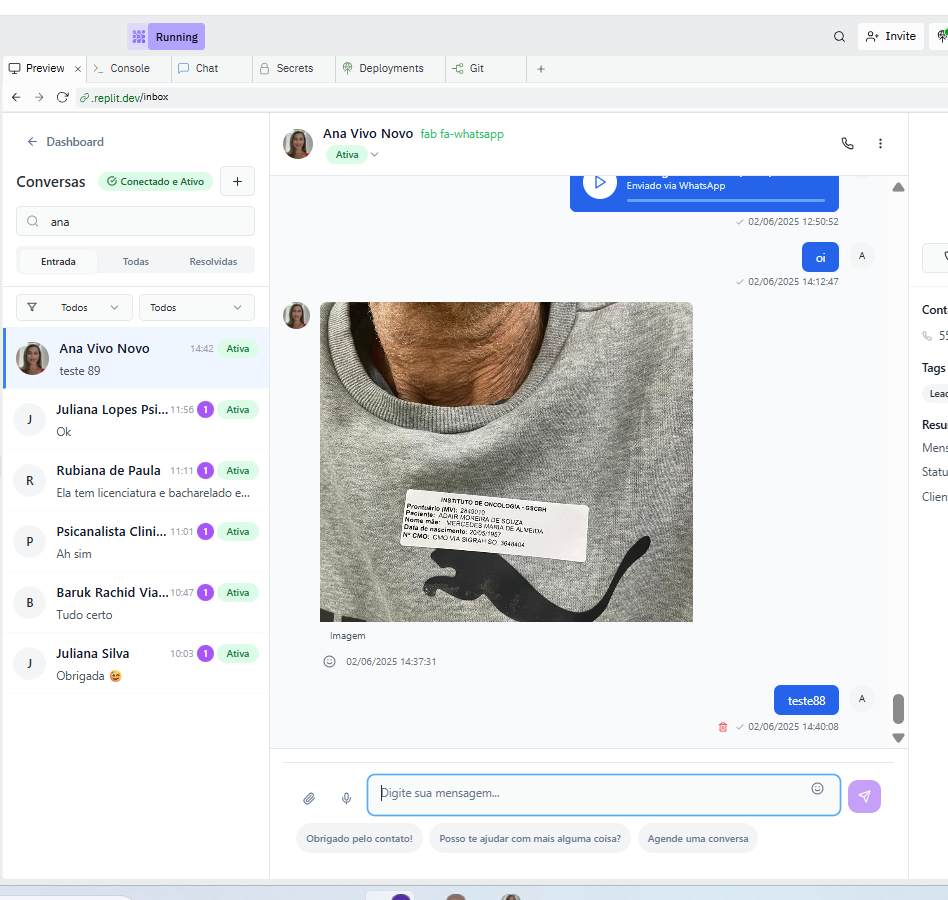 Running
Invite
Preview
Console
Chat
Secrets
Deployments
Git
.replit.dev/inbox
Dashboard
Conversas
Conectado e Ativo
ana
Entrada
Todas
Resolvidas
Todos
Todos
Ana Vivo Novo
14:42
Ativa
teste 89
J
Juliana Lopes Psi...
11:56
1
Ativa
Ok
R
Rubiana de Paula
11:11
1
Ativa
Ela tem licenciatura e bacharelado e...
P
Psicanalista Clini...
11:01
1
Ativa
Ah sim
B
Baruk Rachid Via...
10:47
1
Ativa
Tudo certo
J
Juliana Silva
10:03
1
Ativa
Obrigada 😊
Ana Vivo Novo fab fa-whatsapp
Ativa
Enviado via WhatsApp
02/06/2025 12:50:52
oi
A
02/06/2025 14:12:47
INSTITUTO DE ONCOLOGIA - GSCBH
Prontuário (MV): 2849010
Paciente: ADAIR MOREIRA DE SOUZA
Nome mãe: MERCEDES MARIA DE ALMEIDA
Data de nascimento: 20/05/1957
Nº CMO: CMO VIA SIGRAH SO: 3648404
Imagem
02/06/2025 14:37:31
teste88
A
02/06/2025 14:40:08
Digite sua mensagem...
Obrigado pelo contato!
Posso te ajudar com mais alguma coisa?
Agende uma conversa
Cont
55
Tags
Lead
Resu
Mens
Statu
Clien